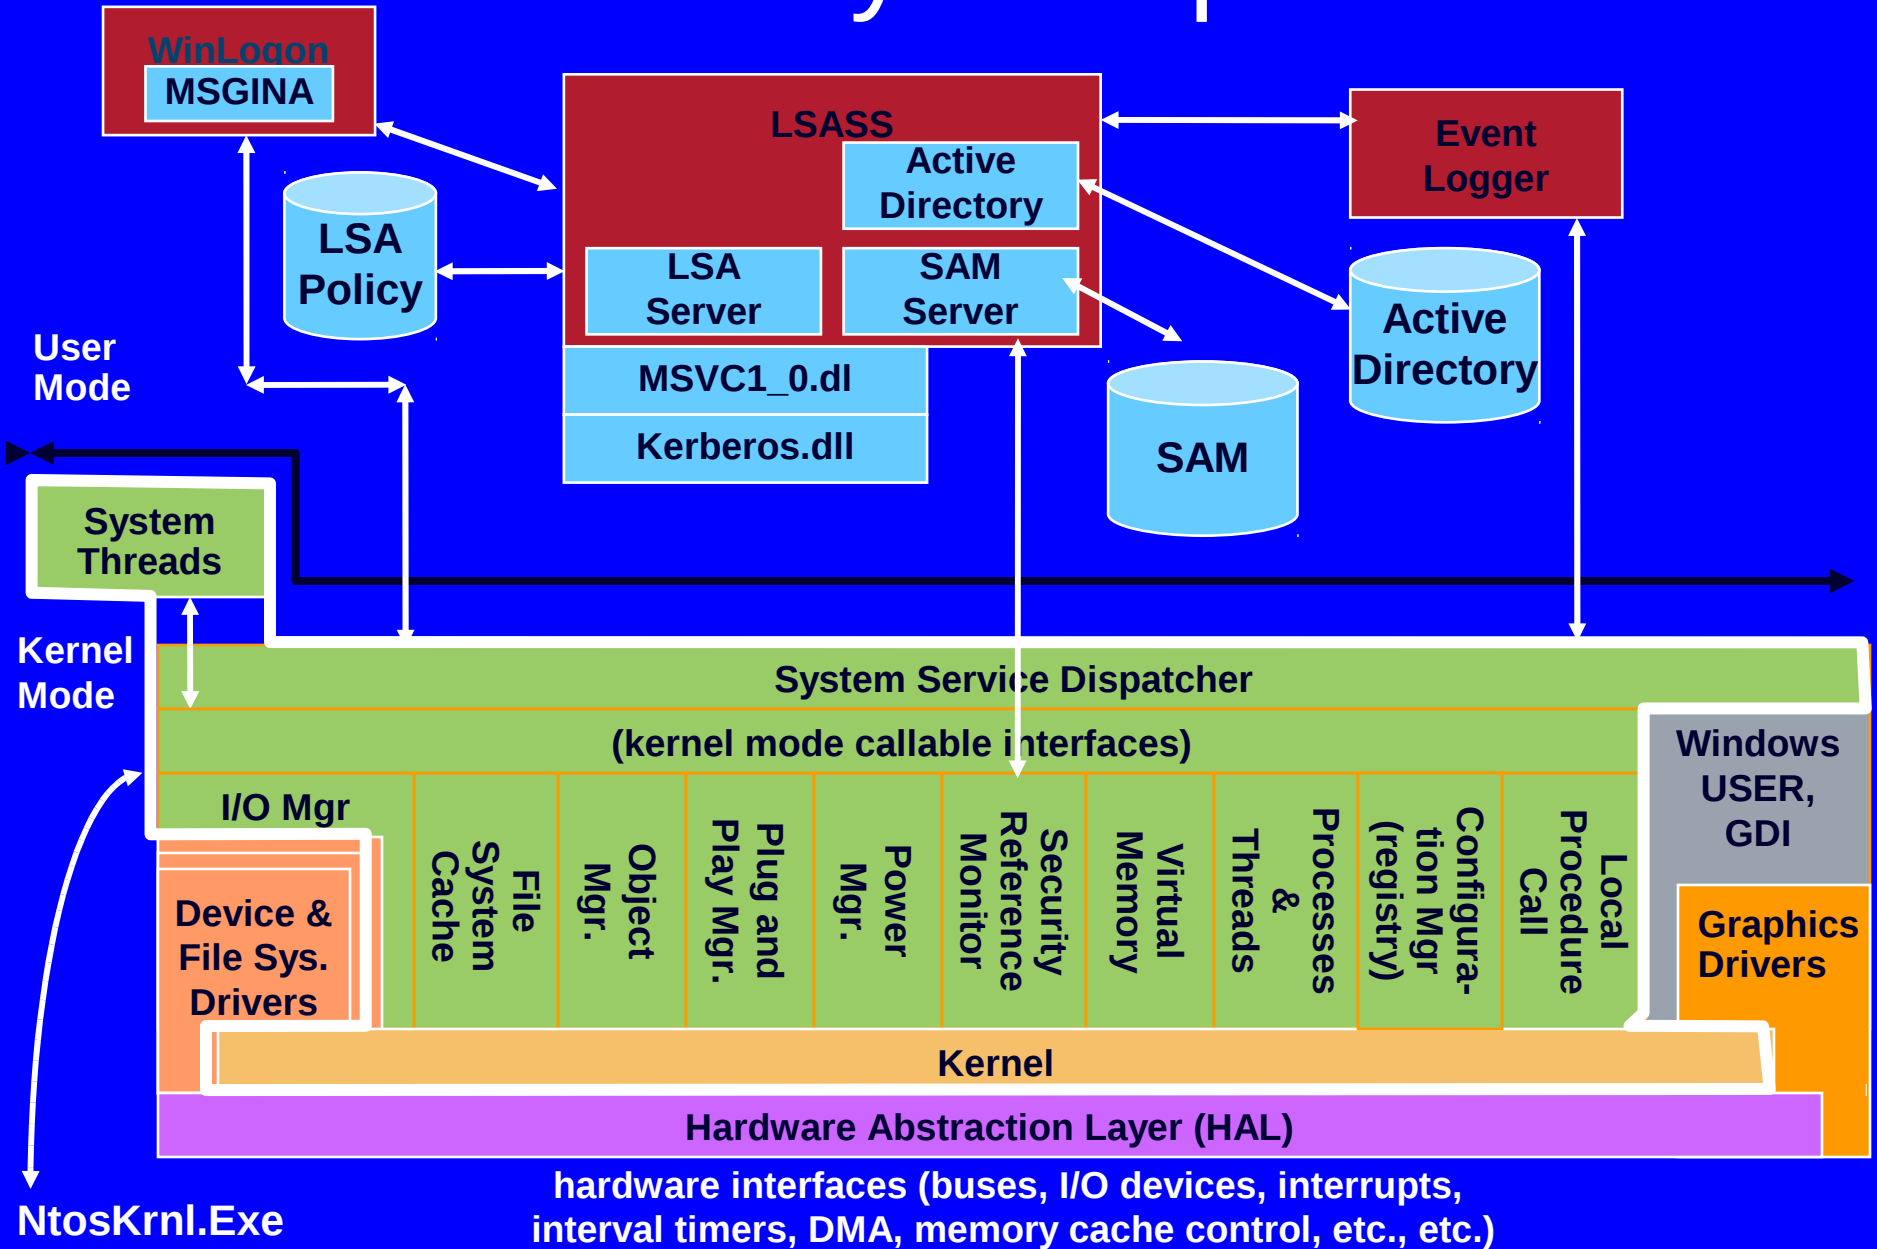 WinLogon
MSGINA
LSASS
Active
Directory
LSA
Server
SAM
Server
Event
Logger
LSA
Policy
Active
Directory
User
Mode
MSVC1_0.dl
Kerberos.dll
SAM
System
Threads
Kernel
Mode
System Service Dispatcher
(kernel mode callable interfaces)
Windows
USER,
GDI
I/O Mgr
File
System
Cache
Object
Mgr.
Plug and
Play Mgr.
Power
Mgr.
Security
Reference
Monitor
Virtual
Memory
Processes
&
Threads
Configura-
tion Mgr
(registry)
Local
Procedure
Call
Device &
File Sys.
Drivers
Graphics
Drivers
Kernel
Hardware Abstraction Layer (HAL)
NtosKrnl.Exe
hardware interfaces (buses, I/O devices, interrupts,
interval timers, DMA, memory cache control, etc., etc.)